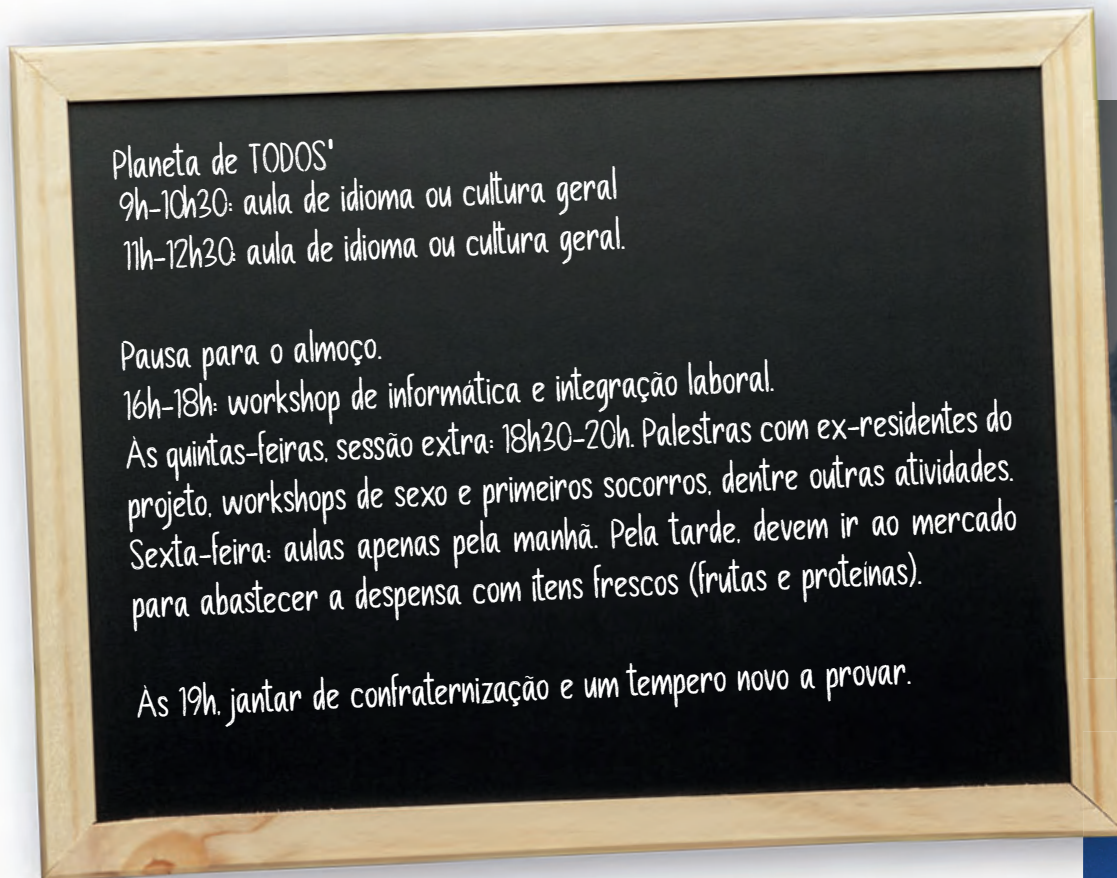 Planeta de TODOS'
9h-10h30: aula de idioma ou cultura geral
11h-12h30: aula de idioma ou cultura geral.
Pausa para o almoço.
16h-18h: workshop de informática e integração laboral.
Às quintas-feiras, sessão extra: 18h30-20h. Palestras com ex-residentes do
projeto, workshops de sexo e primeiros socorros, dentre outras atividades.
Sexta-feira: aulas apenas pela manhã. Pela tarde, devem ir ao mercado
para abastecer a despensa com itens frescos (frutas e proteínas).
Às 19h, jantar de confraternização e um tempero novo a provar.